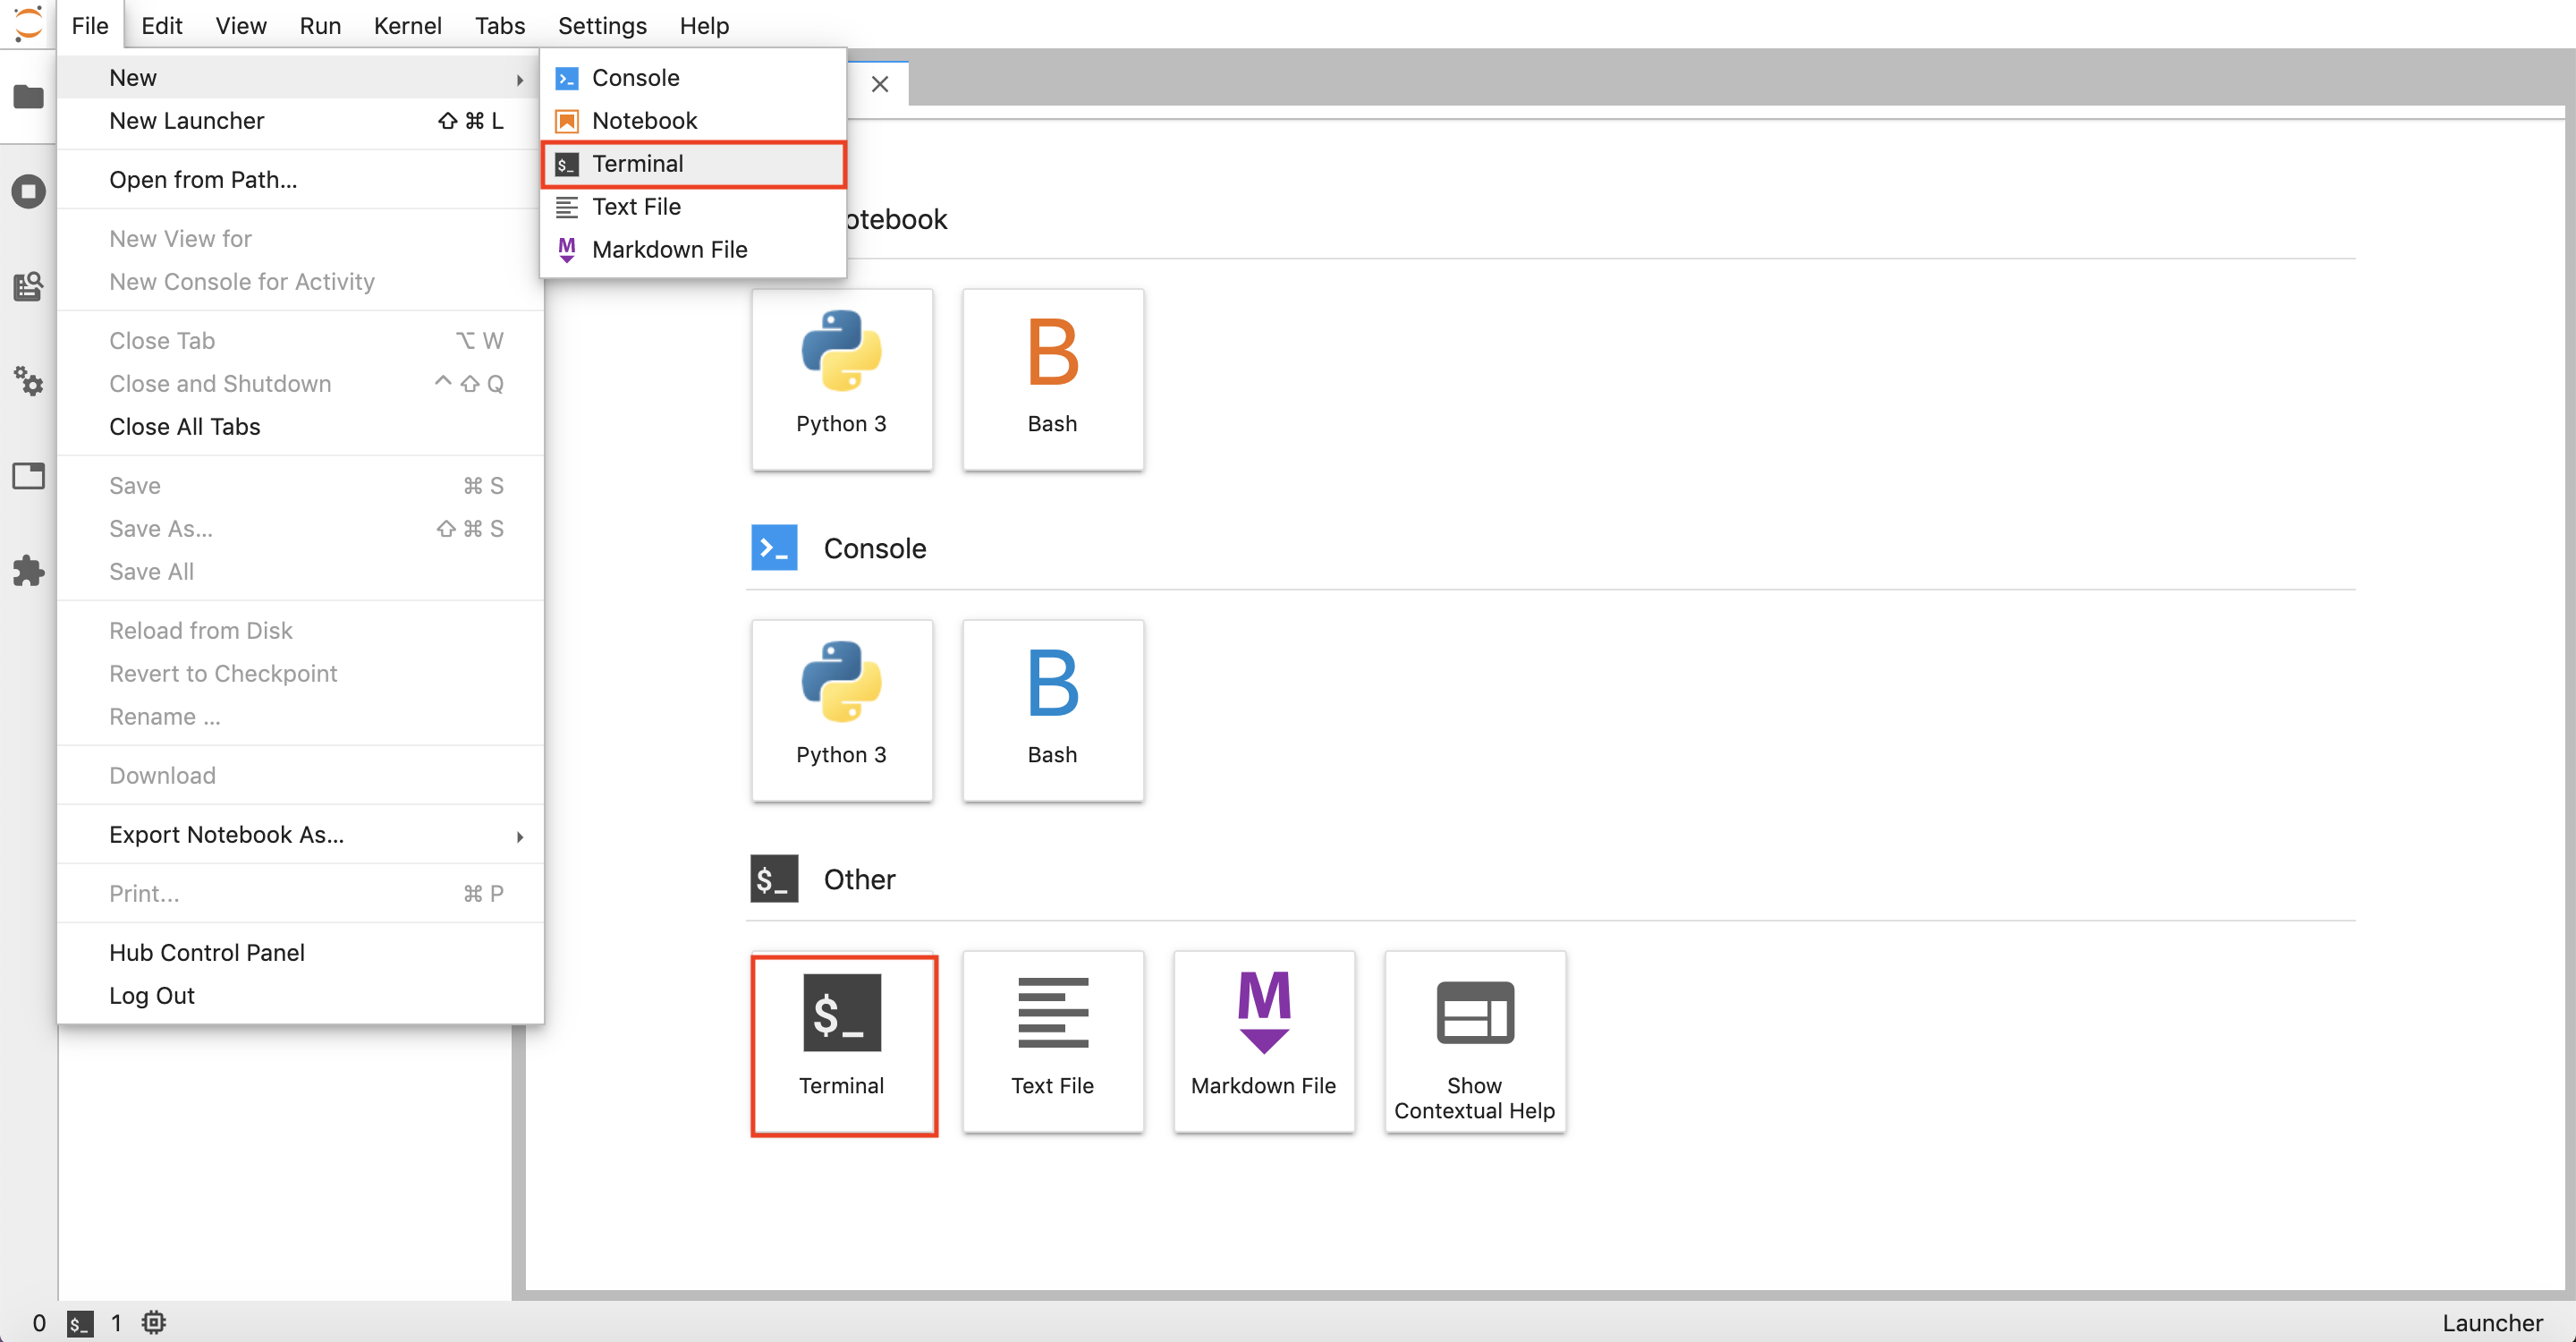 File Edit View Run Kernel Tabs Settings Help
New
New Launcher ⇧ ⌘ L
Open from Path...
New View for
New Console for Activity
Close Tab ⌥ W
Close and Shutdown ^ ⇧ Q
Close All Tabs
Save ⌘ S
Save As... ⇧ ⌘ S
Save All
Reload from Disk
Revert to Checkpoint
Rename ...
Download
Export Notebook As...
Print... ⌘ P
Hub Control Panel
Log Out
Console
Notebook
$_ Terminal
Text File
M Markdown File
otebook
Python 3
B
Bash
Console
Python 3
B
Bash
$_ Other
$_
Terminal
Text File
M
Markdown File
Show
Contextual Help
0 $_ 1
Launcher